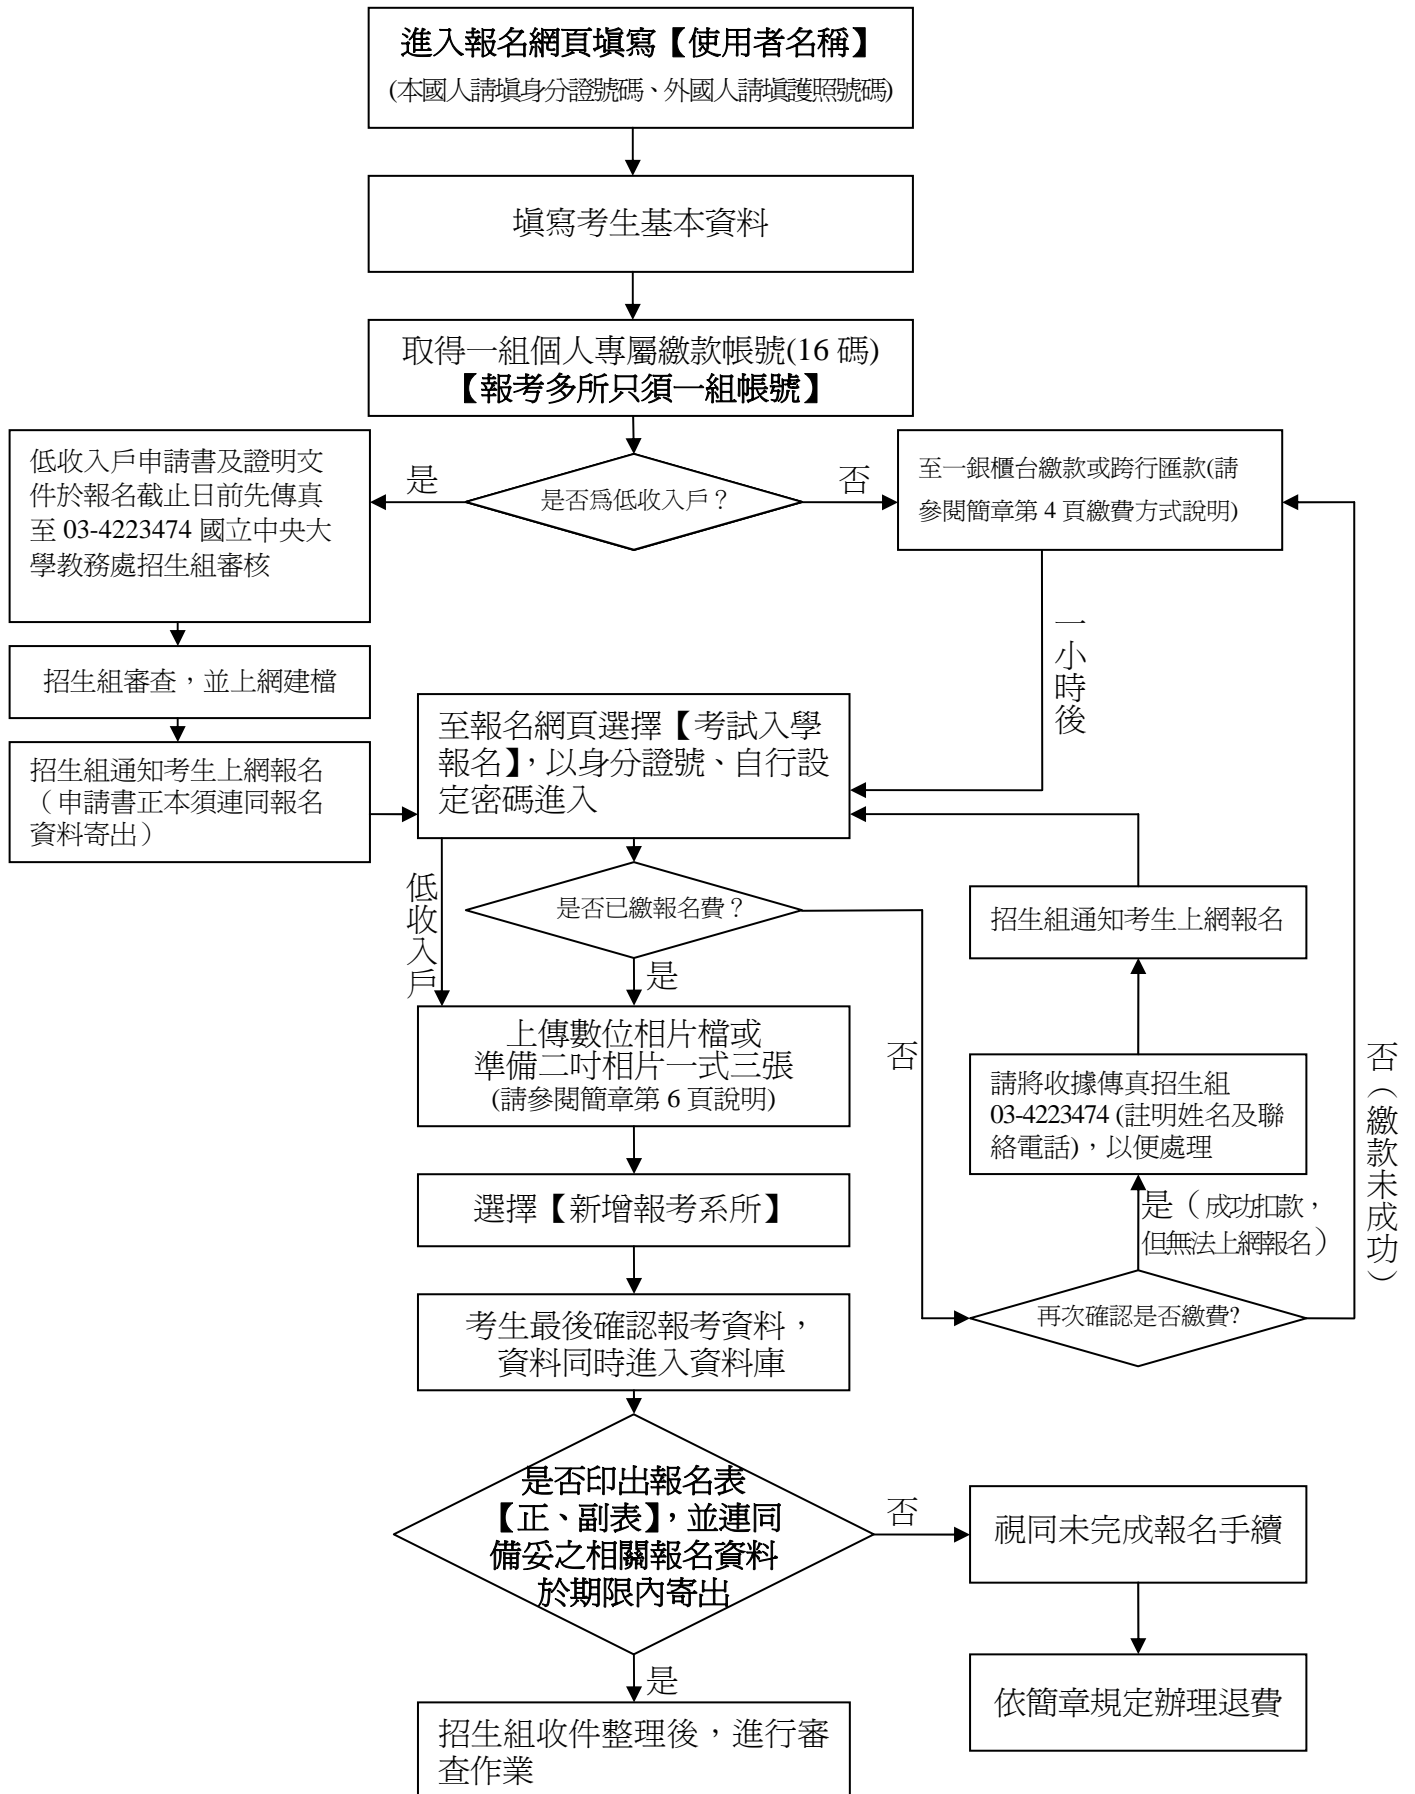 進入報名網頁填寫【使用者名稱】
(本國人請填身分證號碼、外國人請填護照號碼)
填寫考生基本資料
取得一組個人專屬繳款帳號(16 碼)
【報考多所只須一組帳號】
是否為低收入戶？
是
否
低收入戶申請書及證明文
件於報名截止日前先傳真
至 03-4223474 國立中央大
學教務處招生組審核
至一銀櫃台繳款或跨行匯款(請
參閱簡章第 4 頁繳費方式說明)
一小時後
招生組審查，並上網建檔
招生組通知考生上網報名
（申請書正本須連同報名
資料寄出）
至報名網頁選擇【考試入學
報名】，以身分證號、自行設
定密碼進入
低收入戶
是否已繳報名費？
是
否
招生組通知考生上網報名
上傳數位相片檔或
準備二吋相片一式三張
(請參閱簡章第 6 頁說明)
請將收據傳真招生組
03-4223474 (註明姓名及聯
絡電話)，以便處理
否（繳款未成功）
選擇【新增報考系所】
是（成功扣款，
但無法上網報名）
再次確認是否繳費?
考生最後確認報考資料，
資料同時進入資料庫
是否印出報名表
【正、副表】，並連同
備妥之相關報名資料
於期限內寄出
否
視同未完成報名手續
是
依簡章規定辦理退費
招生組收件整理後，進行審
查作業